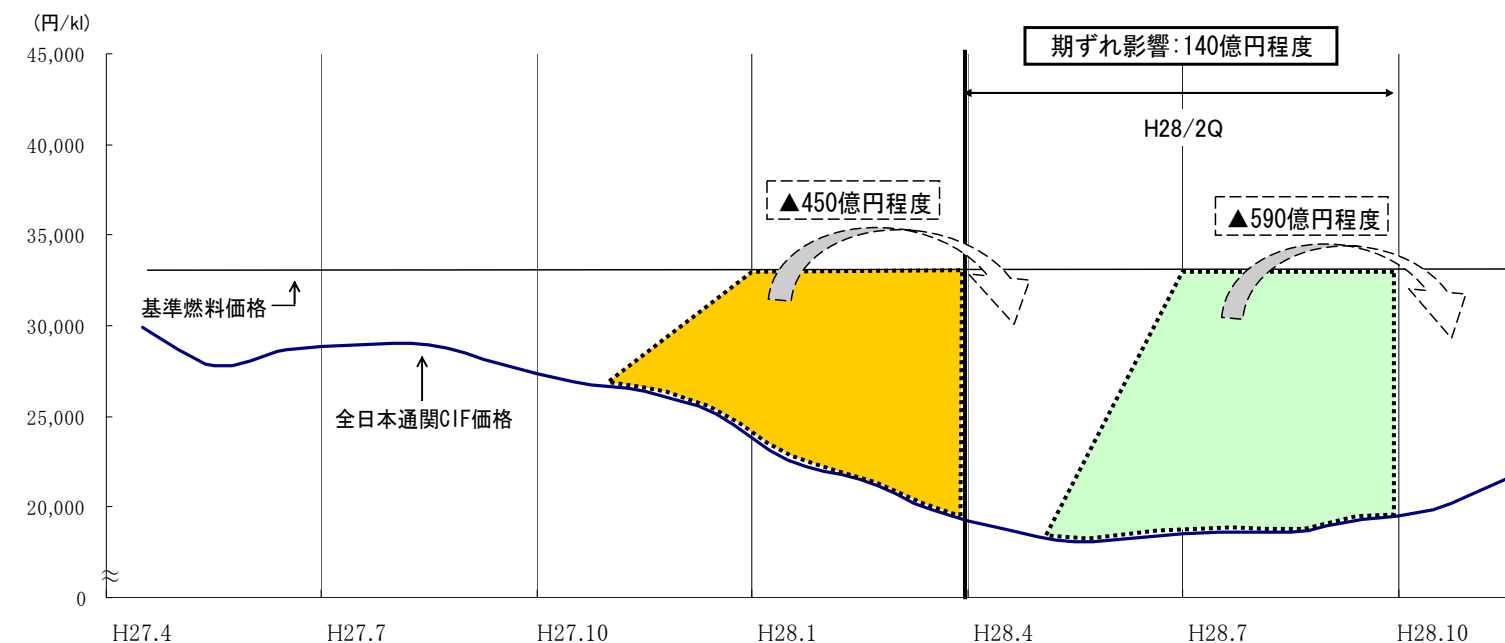 (円/kl)
45,000
期ずれ影響:140億円程度
40,000
H28/2Q
35,000
▲450億円程度
▲590億円程度
基準燃料価格
30,000
全日本通関CIF価格
25,000
20,000
0
H27.4 H27.7 H27.10 H28.1 H28.4 H28.7 H28.10